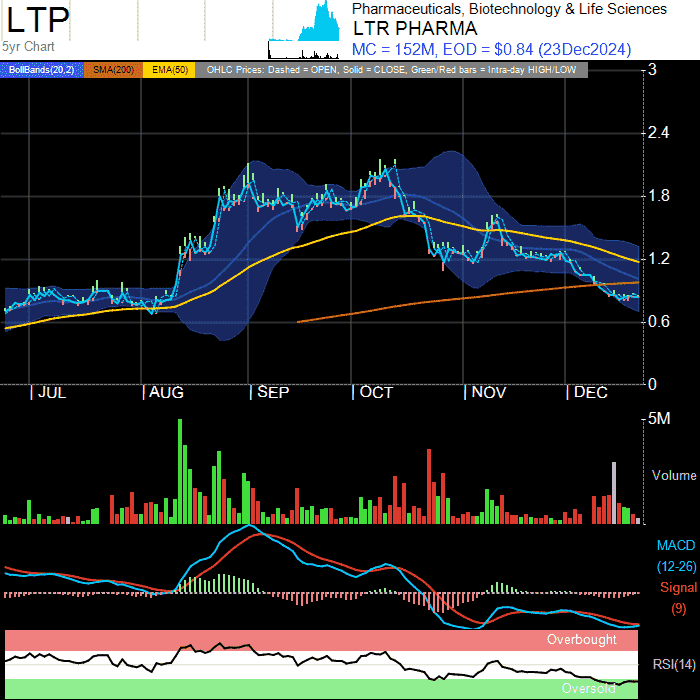 LTP
5yr Chart
Pharmaceuticals, Biotechnology & Life Sciences
LTR PHARMA
MC = 152M, EOD = $0.84 (23Dec2024)
BollBands(20,2) SMA(200) EMA(50) OHLC Prices: Dashed = OPEN, Solid = CLOSE, Green/Red bars = Intra-day HIGH/LOW
3
2.4
1.8
1.2
0.6
0
| JUL | AUG | SEP | OCT | NOV | DEC
5M
Volume
MACD
(12-26)
Signal
(9)
Overbought
RSI(14)
Oversold